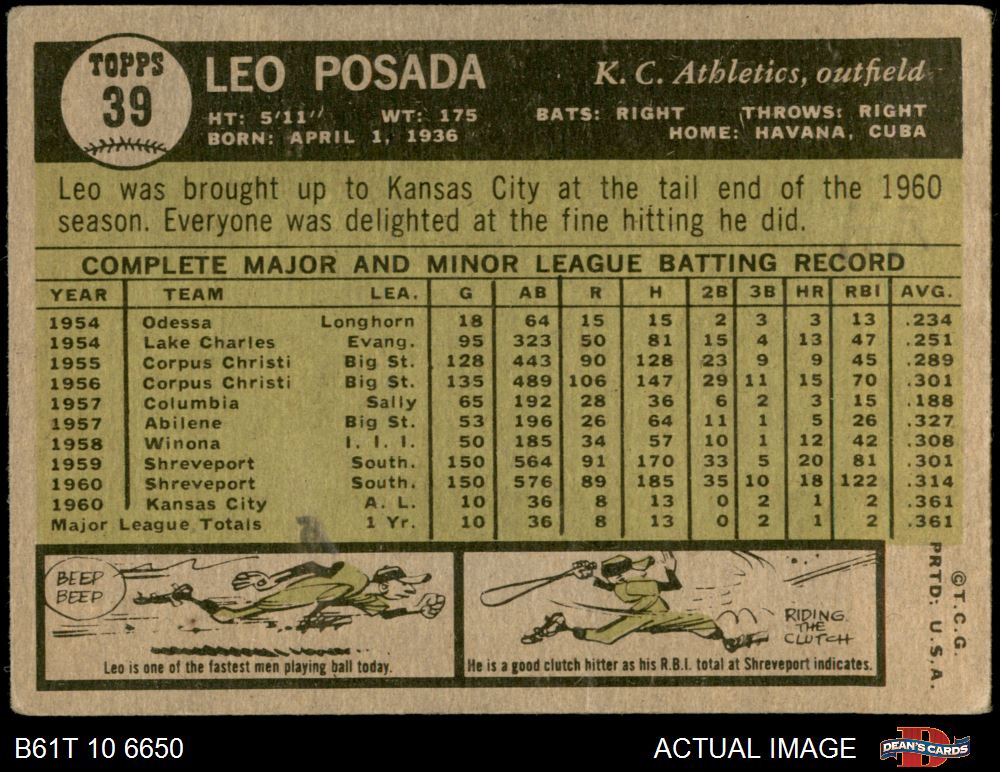 TOPPS
39
LEO POSADA
K. C. Athletics, outfield
HT: 5'11" WT: 175 BATS: RIGHT THROWS: RIGHT
BORN: APRIL 1, 1936 HOME: HAVANA, CUBA
Leo was brought up to Kansas City at the tail end of the 1960
season. Everyone was delighted at the fine hitting he did.
COMPLETE MAJOR AND MINOR LEAGUE BATTING RECORD
YEAR TEAM LEA. G AB R H 2B 3B HR RBI AVG.
1954 Odessa Longhorn 18 64 15 15 2 3 3 13 .234
1954 Lake Charles Evang. 95 323 50 81 15 4 13 47 .251
1955 Corpus Christi Big St. 128 443 90 128 23 9 9 45 .289
1956 Corpus Christi Big St. 135 489 106 147 29 11 15 70 .301
1957 Columbia Sally 65 192 28 36 6 2 3 15 .188
1957 Abilene Big St. 53 196 26 64 11 1 5 26 .327
1958 Winona I. I. I. 50 185 34 57 10 1 12 42 .308
1959 Shreveport South. 150 564 91 170 33 5 20 81 .301
1960 Shreveport South. 150 576 89 185 35 10 18 122 .314
1960 Kansas City A. L. 10 36 8 13 0 2 1 2 .361
Major League Totals 1 Yr. 10 36 8 13 0 2 1 2 .361
BEEP
BEEP
Leo is one of the fastest men playing ball today.
RIDING
THE
CLUTCH
He is a good clutch hitter as his R.B.I. total at Shreveport indicates.
©T.C.G.
PRTD: U.S.A.
B61T 10 6650 ACTUAL IMAGE DEAN'S CARDS